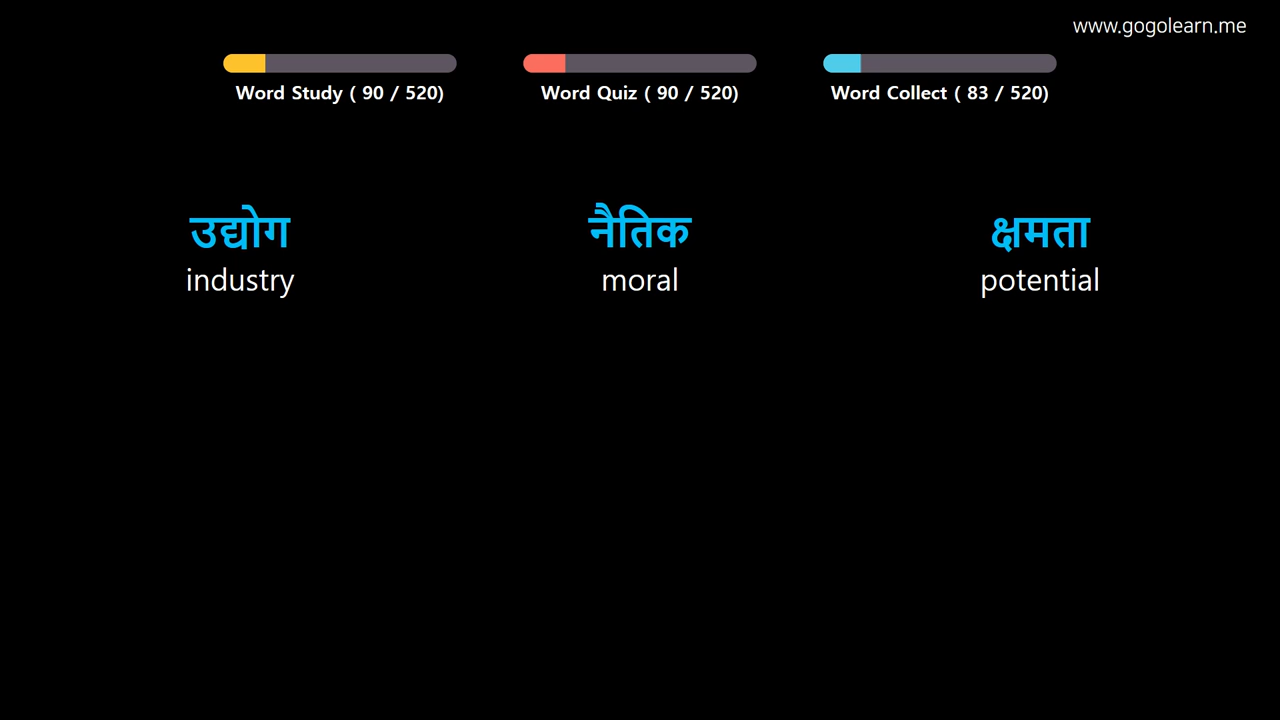 www.gogolearn.me
Word Study ( 90 / 520)
Word Quiz ( 90 / 520)
Word Collect ( 83 / 520)
उद्योग
industry
नैतिक
moral
क्षमता
potential